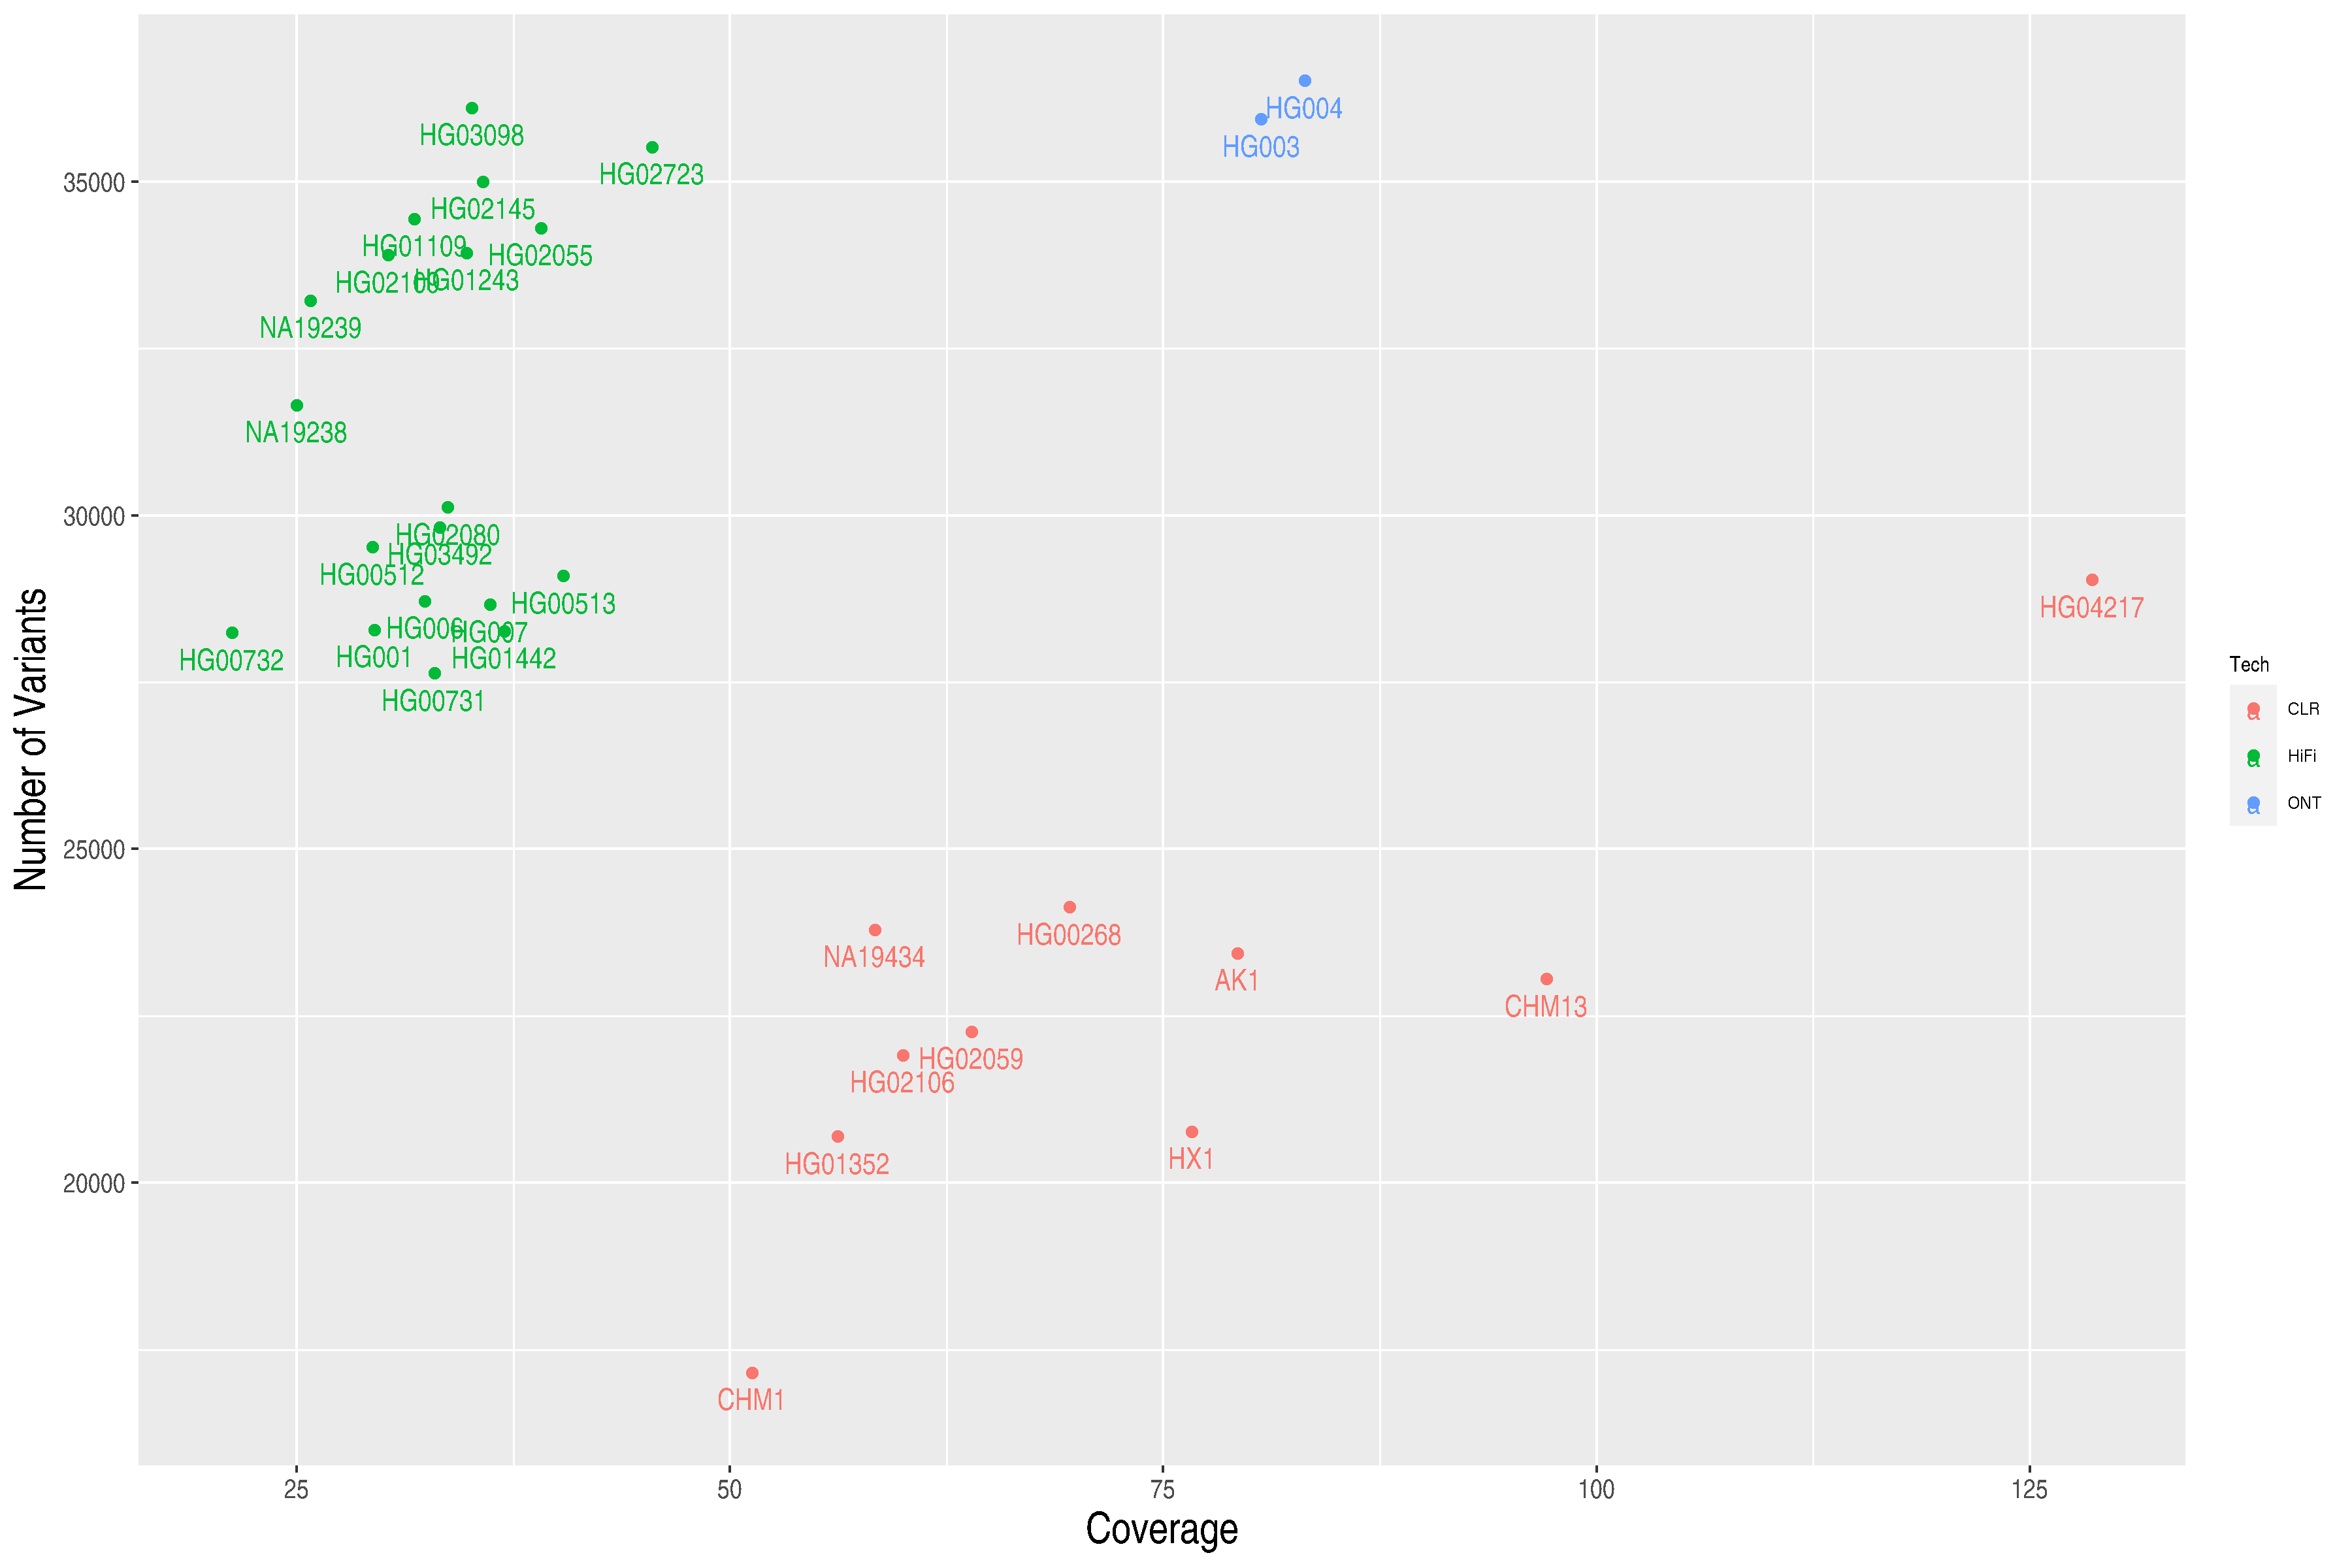 HG004
HG003
HG03098
HG02723
35000
HG02145
HG01109
HG02055
HG01243
NA19239
NA19238
30000
HG02080
HG03492
HG00512
HG00513
HG04217
HG006
HG007
HG00732
HG001
HG01442
HG00731
Number of Variants
Tech
a CLR
a HiFi
a ONT
25000
NA19434
HG00268
AK1
CHM13
HG02059
HG02106
HG01352
HX1
20000
CHM1
25
50
75
100
125
Coverage